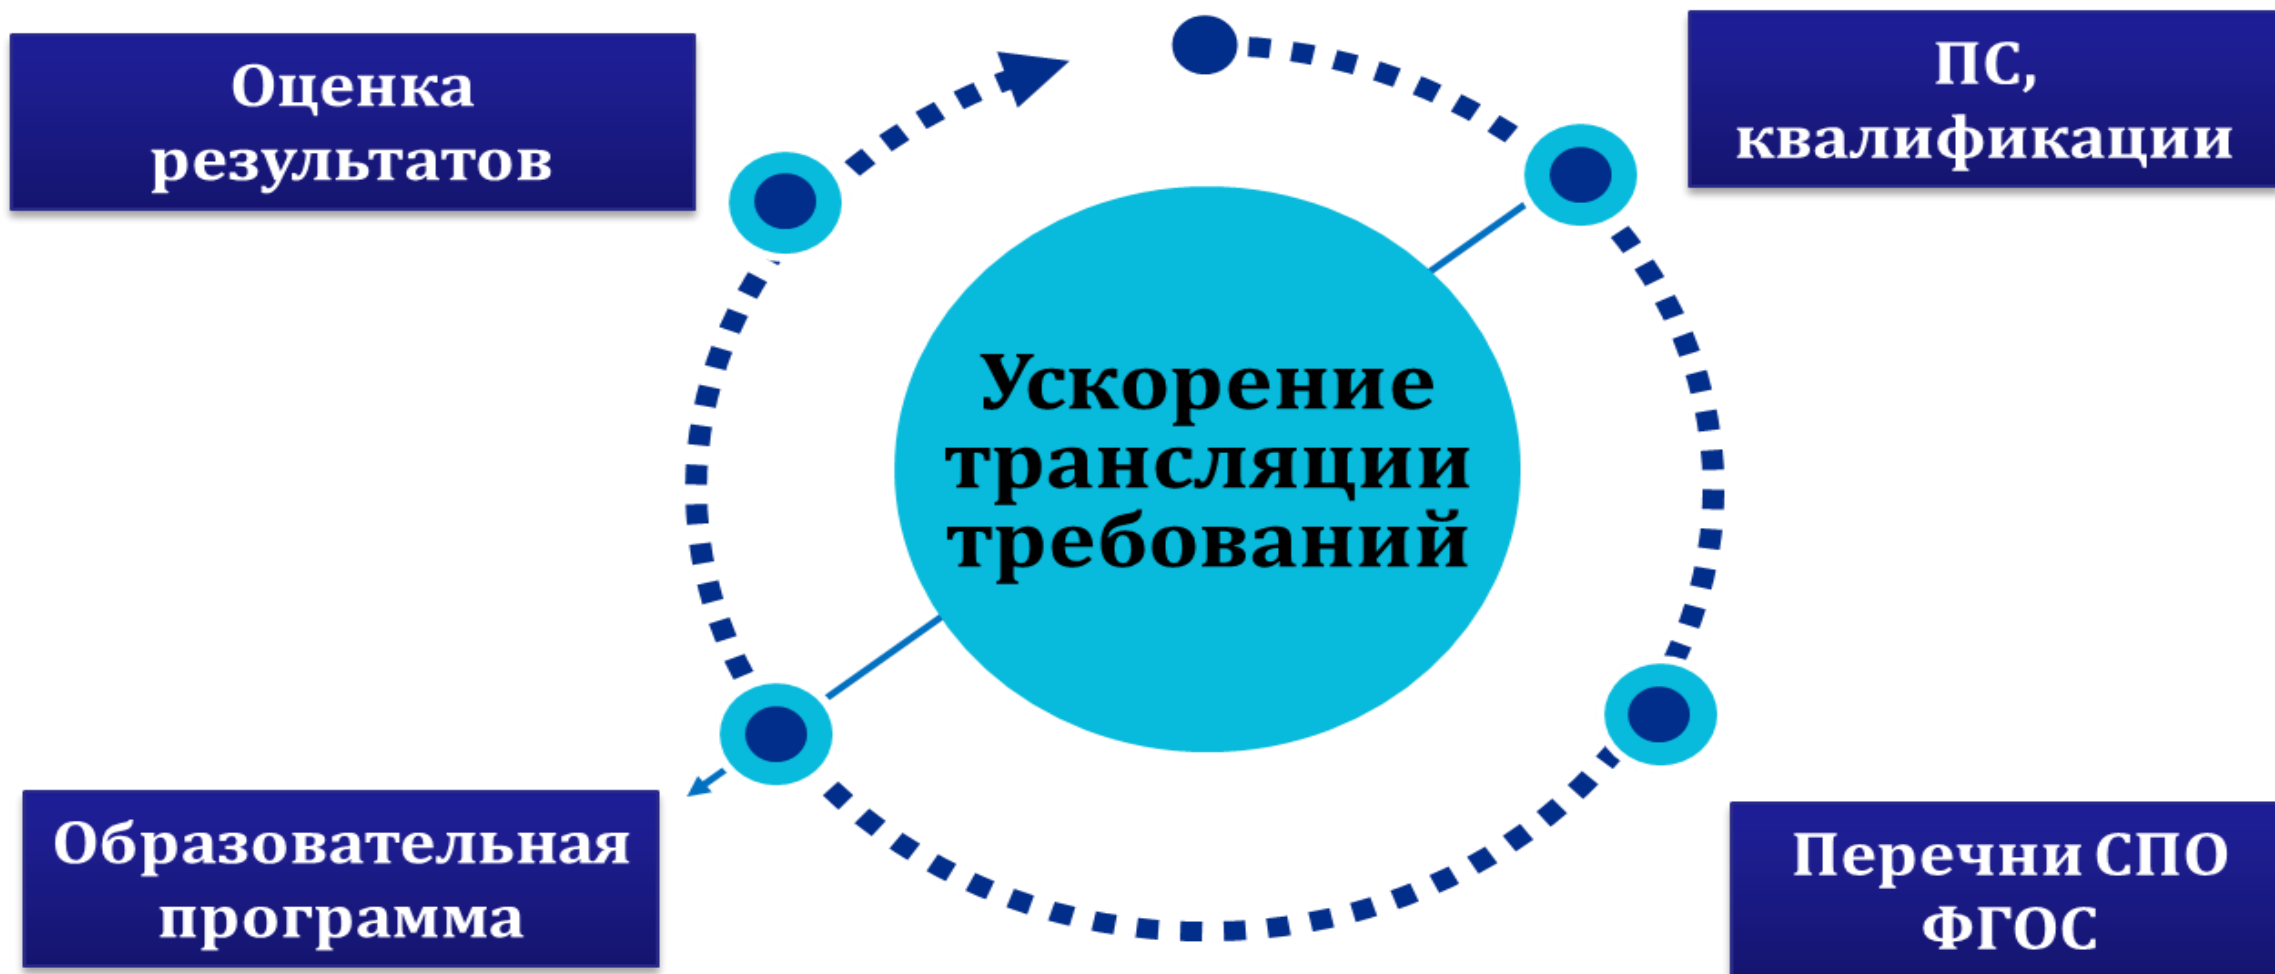 Оценка
результатов
ПС,
квалификации
Ускорение
трансляции
требований
Образовательная
программа
Перечни СПО
ФГОС